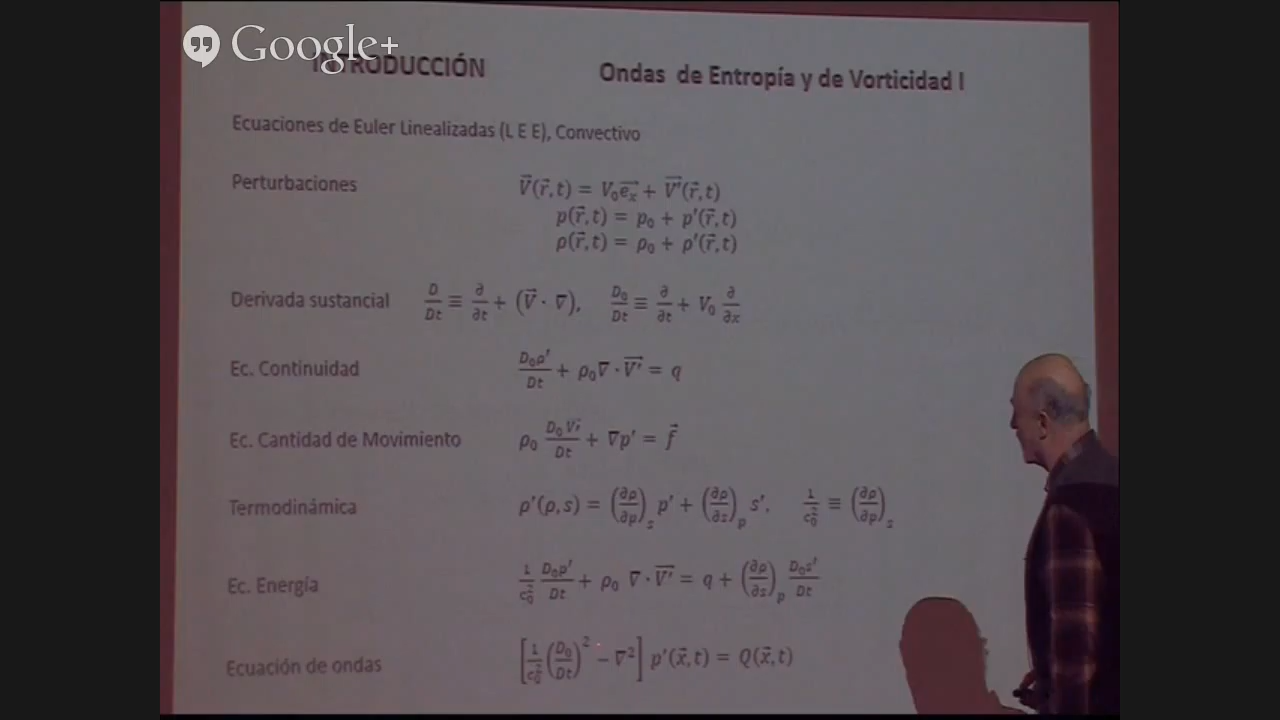 Google+
INTRODUCCIÓN Ondas de Entropía y de Vorticidad I
Ecuaciones de Euler Linealizadas (L E E), Convectivo
Perturbaciones V⃗(r⃗,t) = V₀e⃗ₓ + V⃗'(r⃗,t)
p(r⃗,t) = p₀ + p'(r⃗,t)
ρ(r⃗,t) = ρ₀ + ρ'(r⃗,t)
Derivada sustancial D/Dt ≡ ∂/∂t + (V⃗ · ∇), D₀/Dt ≡ ∂/∂t + V₀ ∂/∂x
Ec. Continuidad D₀ρ'/Dt + ρ₀∇ · V⃗' = q
Ec. Cantidad de Movimiento ρ₀ D₀V⃗'/Dt + ∇p' = f⃗
Termodinámica ρ'(p,s) = (∂ρ/∂p)ₛ p' + (∂ρ/∂s)ₚ s', 1/c₀² ≡ (∂ρ/∂p)ₛ
Ec. Energía 1/c₀² D₀p'/Dt + ρ₀ ∇ · V⃗' = q + (∂ρ/∂s)ₚ D₀s'/Dt
Ecuación de ondas [1/c₀² (D₀/Dt)² − ∇²] p'(x⃗,t) = Q(x⃗,t)